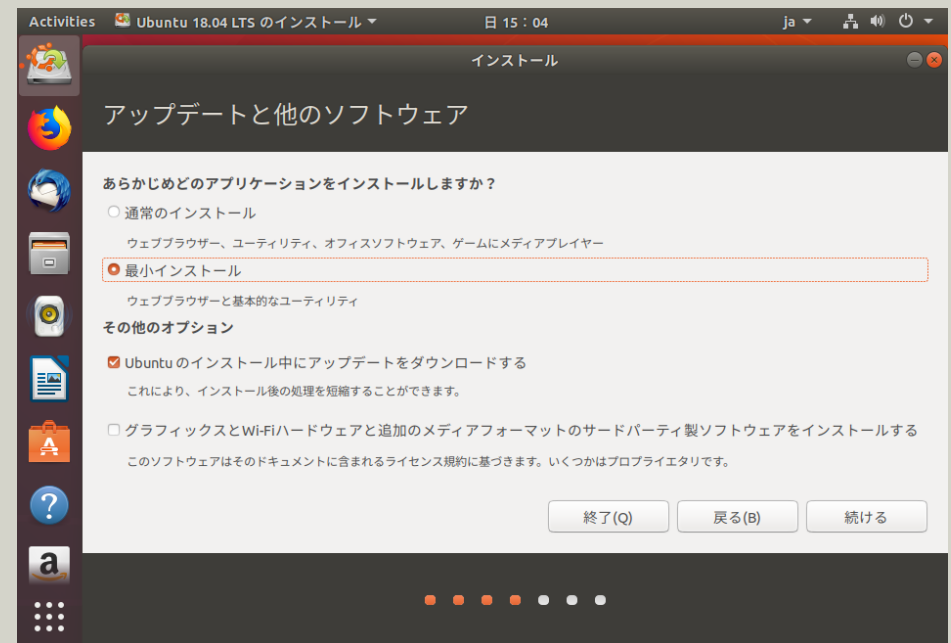 Activities Ubuntu 18.04 LTS のインストール 日 15：04 ja
インストール
アップデートと他のソフトウェア
あらかじめどのアプリケーションをインストールしますか？
通常のインストール
ウェブブラウザー、ユーティリティ、オフィスソフトウェア、ゲームにメディアプレイヤー
最小インストール
ウェブブラウザーと基本的なユーティリティ
その他のオプション
Ubuntu のインストール中にアップデートをダウンロードする
これにより、インストール後の処理を短縮することができます。
グラフィックスとWi-Fiハードウェアと追加のメディアフォーマットのサードパーティ製ソフトウェアをインストールする
このソフトウェアはそのドキュメントに含まれるライセンス規約に基づきます。いくつかはプロプライエタリです。
終了(Q) 戻る(B) 続ける